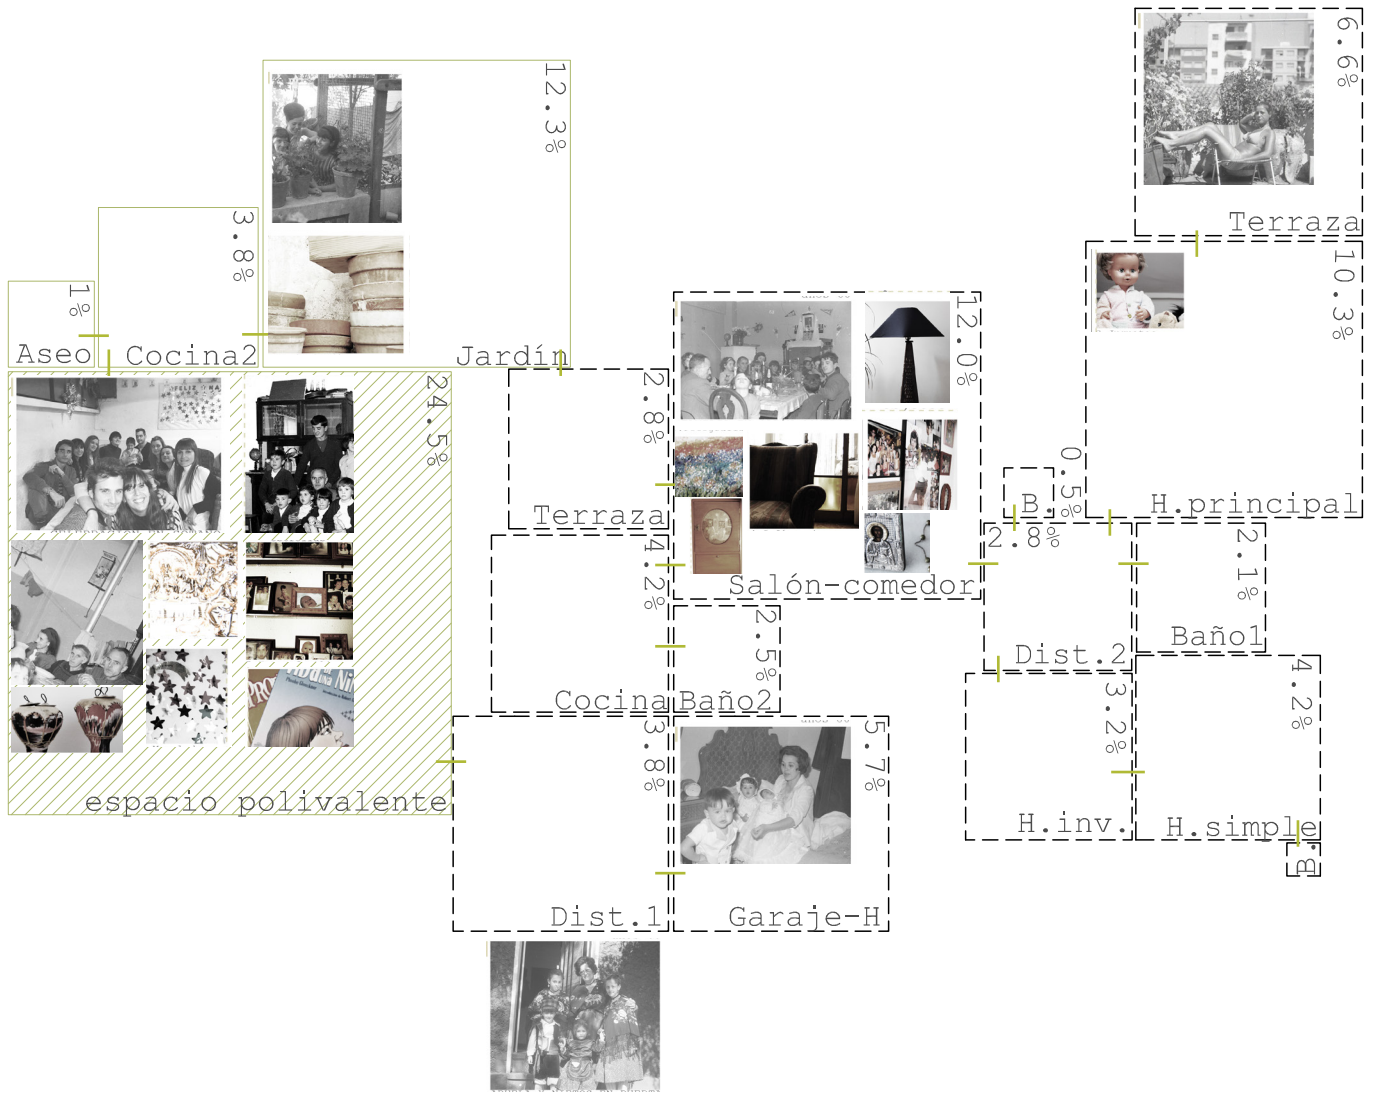 6.6%
Terraza
12.3%
Jardín
3.8%
Cocina2
1%
Aseo
10.3%
H.principal
12.0%
Salón-comedor
24.5%
espacio polivalente
2.8%
Terraza
0.5%
B.
2.8%
Dist.2
2.1%
Baño1
4.2%
Cocina
2.5%
Baño2
3.2%
H.inv.
4.2%
H.simple
B.
3.8%
Dist.1
5.7%
Garaje-H